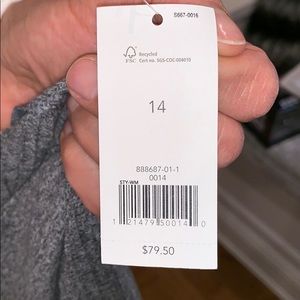 8667-0016
FSC
Recycled
Cert no. SGS-COC-004010
14
888687-01-1
0014
STY-WM
1 21479 50014 0
$79.50